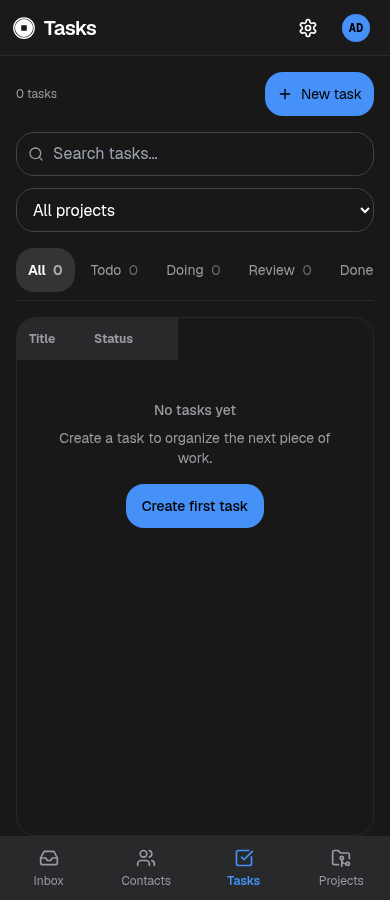 Tasks
AD
0 tasks
New task
Search tasks...
All projects
All 0 Todo 0 Doing 0 Review 0 Done
Title Status
No tasks yet
Create a task to organize the next piece of
work.
Create first task
Inbox Contacts Tasks Projects